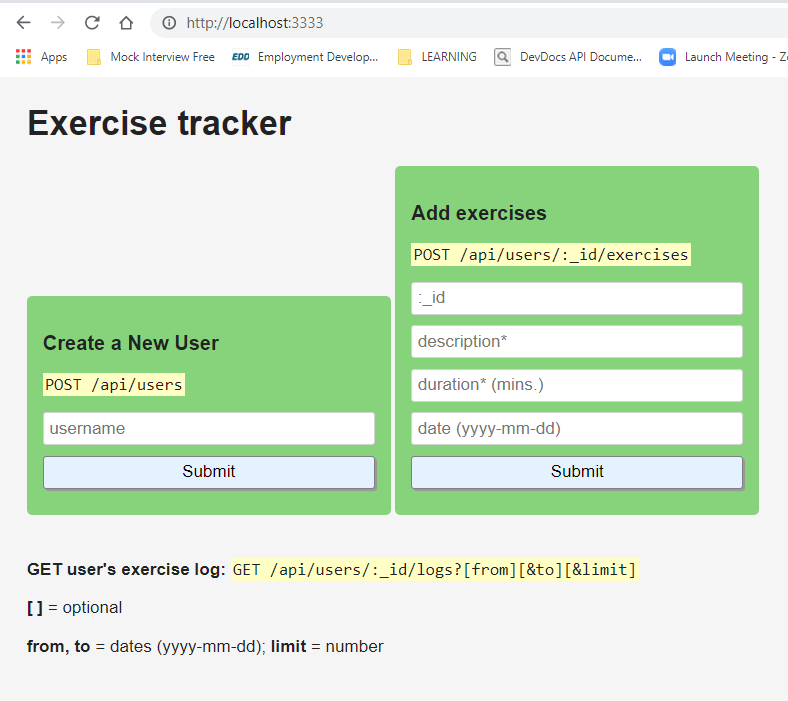 http://localhost:3333
Apps Mock Interview Free EDD Employment Develop... LEARNING DevDocs API Docume... Launch Meeting - Zo
Exercise tracker
Create a New User
POST /api/users
username
Submit
Add exercises
POST /api/users/:_id/exercises
:_id
description*
duration* (mins.)
date (yyyy-mm-dd)
Submit
GET user's exercise log: GET /api/users/:_id/logs?[from][&to][&limit]
[ ] = optional
from, to = dates (yyyy-mm-dd); limit = number